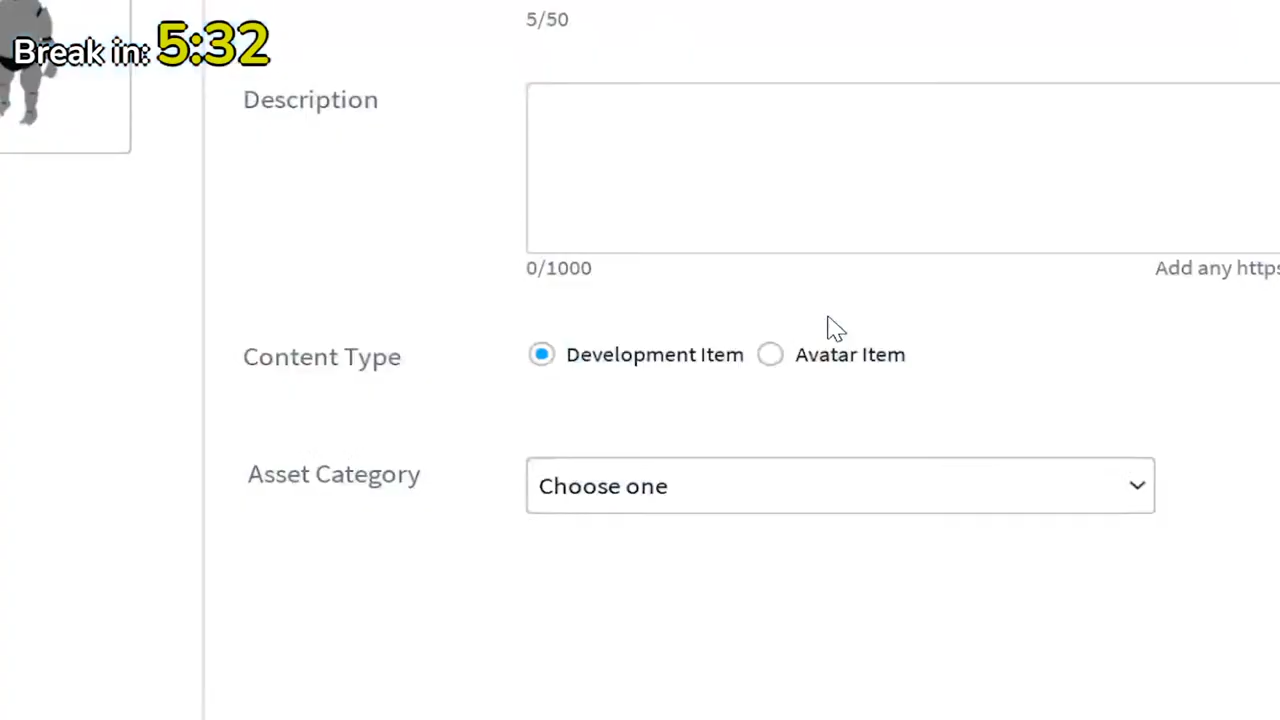 5/50
Break in: 5:32
Description
0/1000
Add any https
Content Type
Development Item
Avatar Item
Asset Category
Choose one